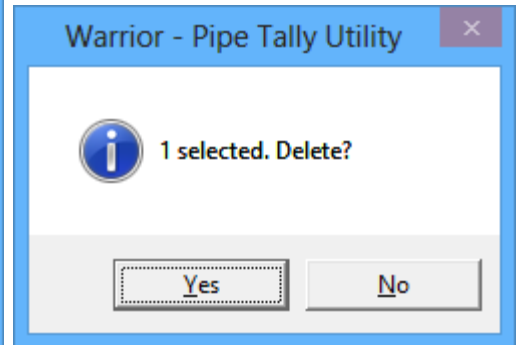 Warrior - Pipe Tally Utility
1 selected. Delete?
Yes
No